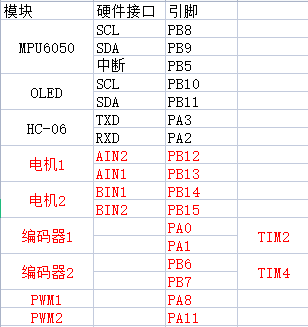 模块 硬件接口 引脚
MPU6050 SCL PB8
SDA PB9
中断 PB5
OLED SCL PB10
SDA PB11
HC-06 TXD PA3
RXD PA2
电机1 AIN2 PB12
AIN1 PB13
电机2 BIN1 PB14
BIN2 PB15
编码器1 PA0 TIM2
PA1
编码器2 PB6 TIM4
PB7
PWM1 PA8
PWM2 PA11